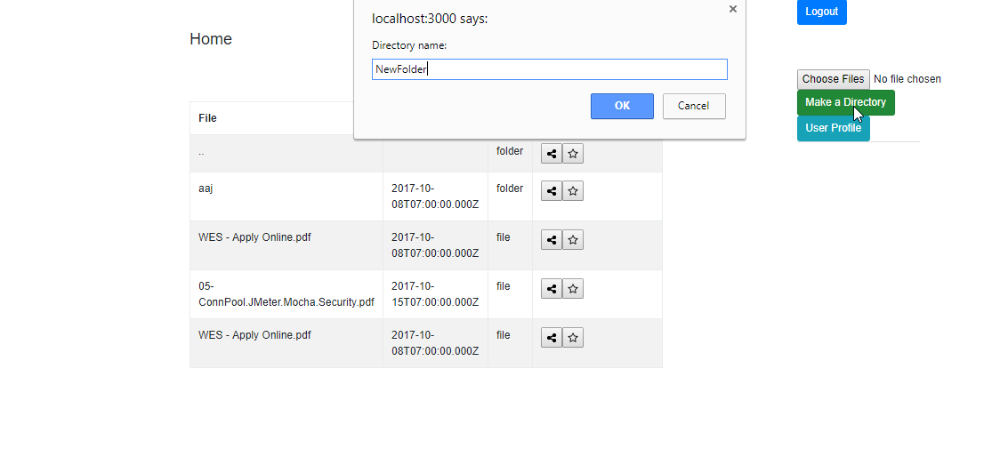 localhost:3000 says:
Directory name:
NewFolder
OK
Cancel
Logout
Home
Choose Files No file chosen
Make a Directory
User Profile
File
.. folder
aaj 2017-10-08T07:00:00.000Z folder
WES - Apply Online.pdf 2017-10-08T07:00:00.000Z file
05-ConnPool.JMeter.Mocha.Security.pdf 2017-10-15T07:00:00.000Z file
WES - Apply Online.pdf 2017-10-08T07:00:00.000Z file